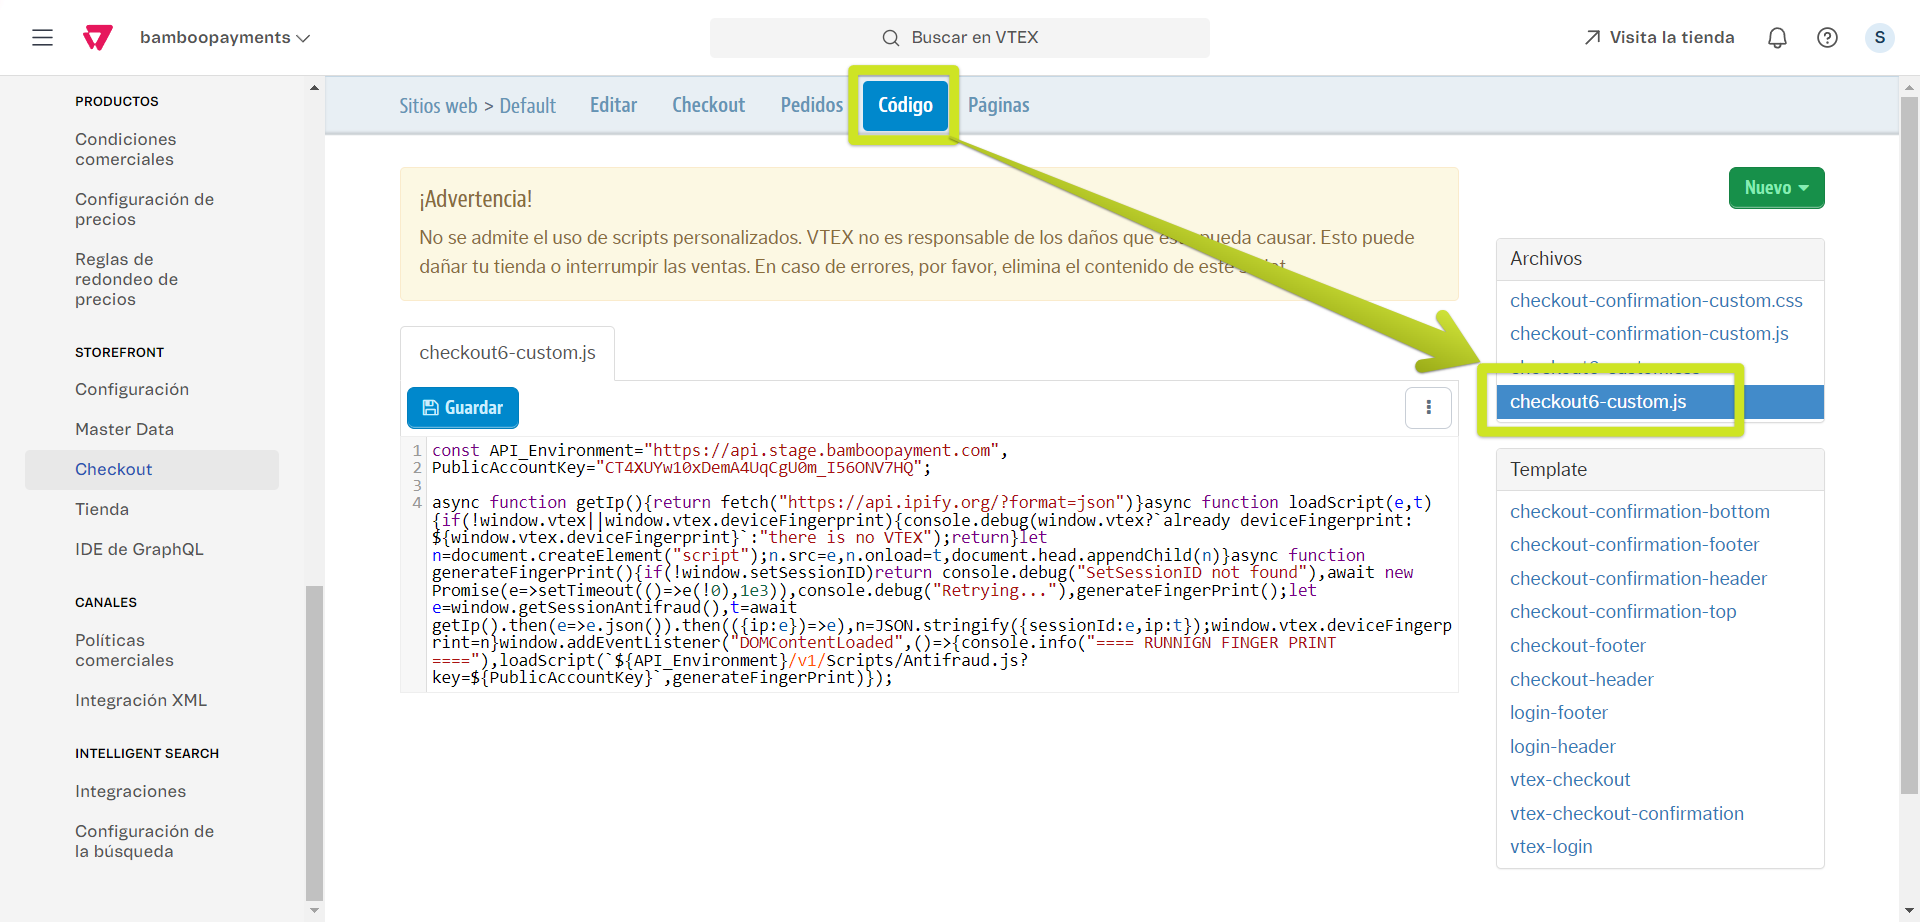 bamboopayments
Buscar en VTEX
Visita la tienda
S
PRODUCTOS
Condiciones
comerciales
Configuración de
precios
Reglas de
redondeo de
precios
STOREFRONT
Configuración
Master Data
Checkout
Tienda
IDE de GraphQL
CANALES
Políticas
comerciales
Integración XML
INTELLIGENT SEARCH
Integraciones
Configuración de
la búsqueda
Sitios web > Default Editar Checkout Pedidos Código Páginas
¡Advertencia!
No se admite el uso de scripts personalizados. VTEX no es responsable de los daños que pueda causar. Esto puede
dañar tu tienda o interrumpir las ventas. En caso de errores, por favor, elimina el contenido de este
checkout6-custom.js
Guardar
1 const API_Environment="https://api.stage.bamboopayment.com",
2 PublicAccountKey="CT4XUYw10xDemA4UqCgU0m_I56ONV7HQ";
3
4 async function getIp(){return fetch("https://api.ipify.org/?format=json")}async function loadScript(e,t)
{if(!window.vtex||window.vtex.deviceFingerprint){console.debug(window.vtex?`already deviceFingerprint:
${window.vtex.deviceFingerprint}`:"there is no VTEX");return}let
n=document.createElement("script");n.src=e,n.onload=t,document.head.appendChild(n)}async function
generateFingerPrint(){if(!window.setSessionID)return console.debug("SetSessionID not found"),await new
Promise(e=>setTimeout(()=>e(!0),1e3)),console.debug("Retrying..."),generateFingerPrint();let
e=window.getSessionAntifraud(),t=await
getIp().then(e=>e.json()).then(({ip:e})=>e),n=JSON.stringify({sessionId:e,ip:t});window.vtex.deviceFingerp
rint=n}window.addEventListener("DOMContentLoaded",()=>{console.info("==== RUNNIGN FINGER PRINT
===="),loadScript(`${API_Environment}/v1/Scripts/Antifraud.js?
key=${PublicAccountKey}`,generateFingerPrint)});
Nuevo
Archivos
checkout-confirmation-custom.css
checkout-confirmation-custom.js
checkout6-custom.css
checkout6-custom.js
Template
checkout-confirmation-bottom
checkout-confirmation-footer
checkout-confirmation-header
checkout-confirmation-top
checkout-footer
checkout-header
login-footer
login-header
vtex-checkout
vtex-checkout-confirmation
vtex-login